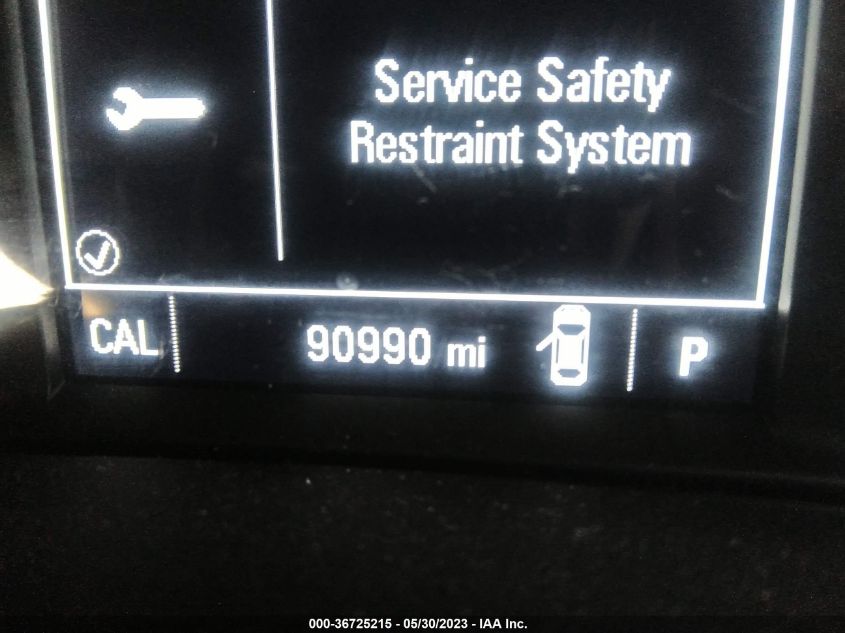 Service Safety
Restraint System
CAL 90990 mi P
000-36725215 - 05/30/2023 - IAA Inc.